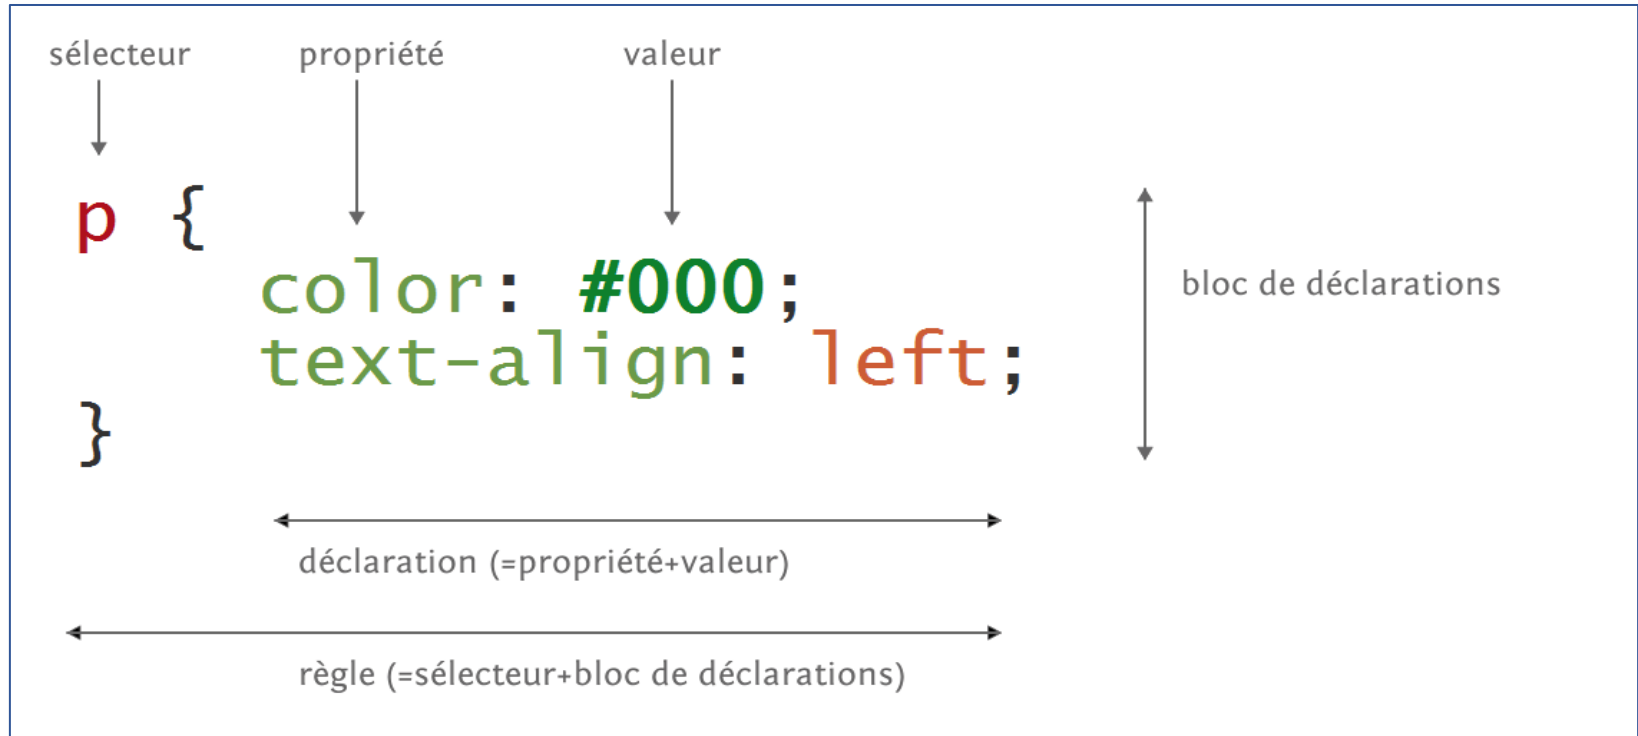 sélecteur propriété valeur
p {
color: #000;
bloc de déclarations
text-align: left;
}
déclaration (=propriété+valeur)
règle (=sélecteur+bloc de déclarations)